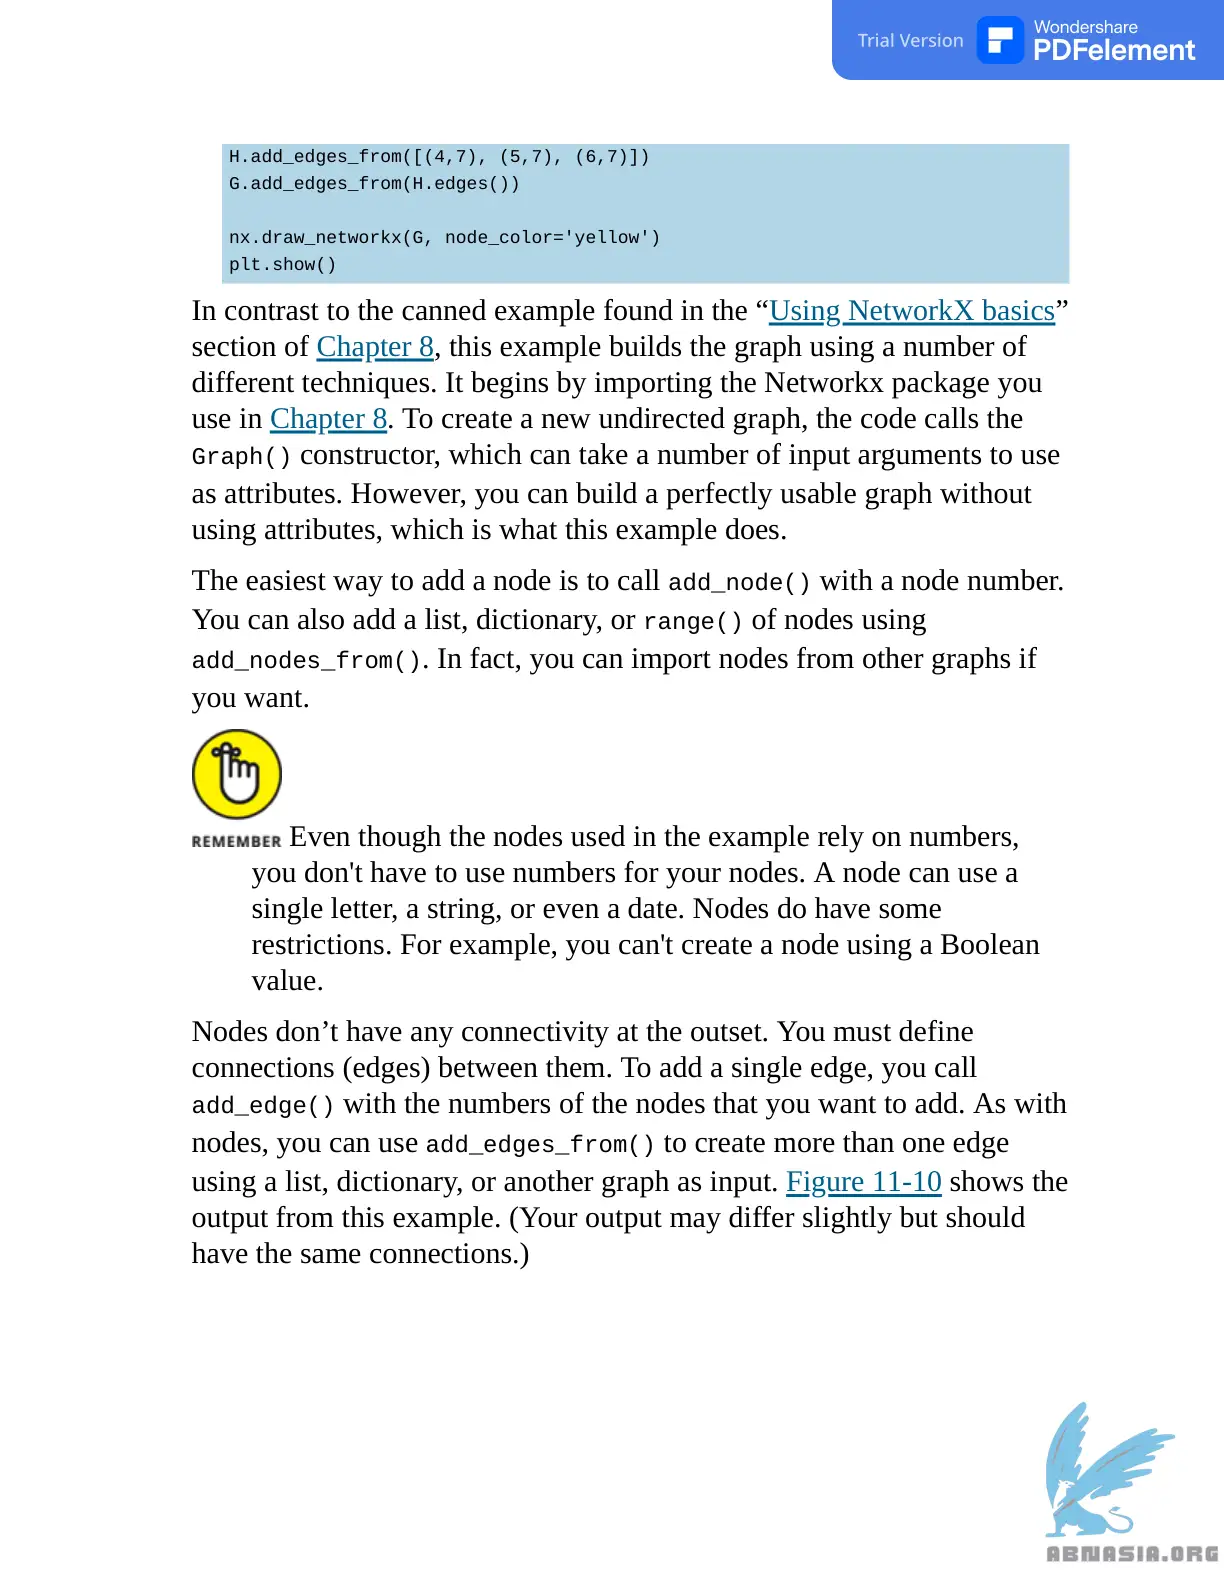 Trial Version
Wondershare
PDFelement
H.add_edges_from([(4,7), (5,7), (6,7)])
G.add_edges_from(H.edges())
nx.draw_networkx(G, node_color='yellow')
plt.show()
In contrast to the canned example found in the “Using NetworkX basics”
section of Chapter 8, this example builds the graph using a number of
different techniques. It begins by importing the Networkx package you
use in Chapter 8. To create a new undirected graph, the code calls the
Graph() constructor, which can take a number of input arguments to use
as attributes. However, you can build a perfectly usable graph without
using attributes, which is what this example does.
The easiest way to add a node is to call add_node() with a node number.
You can also add a list, dictionary, or range() of nodes using
add_nodes_from(). In fact, you can import nodes from other graphs if
you want.
REMEMBER Even though the nodes used in the example rely on numbers,
you don't have to use numbers for your nodes. A node can use a
single letter, a string, or even a date. Nodes do have some
restrictions. For example, you can't create a node using a Boolean
value.
Nodes don’t have any connectivity at the outset. You must define
connections (edges) between them. To add a single edge, you call
add_edge() with the numbers of the nodes that you want to add. As with
nodes, you can use add_edges_from() to create more than one edge
using a list, dictionary, or another graph as input. Figure 11-10 shows the
output from this example. (Your output may differ slightly but should
have the same connections.)
ABNASIA.ORG